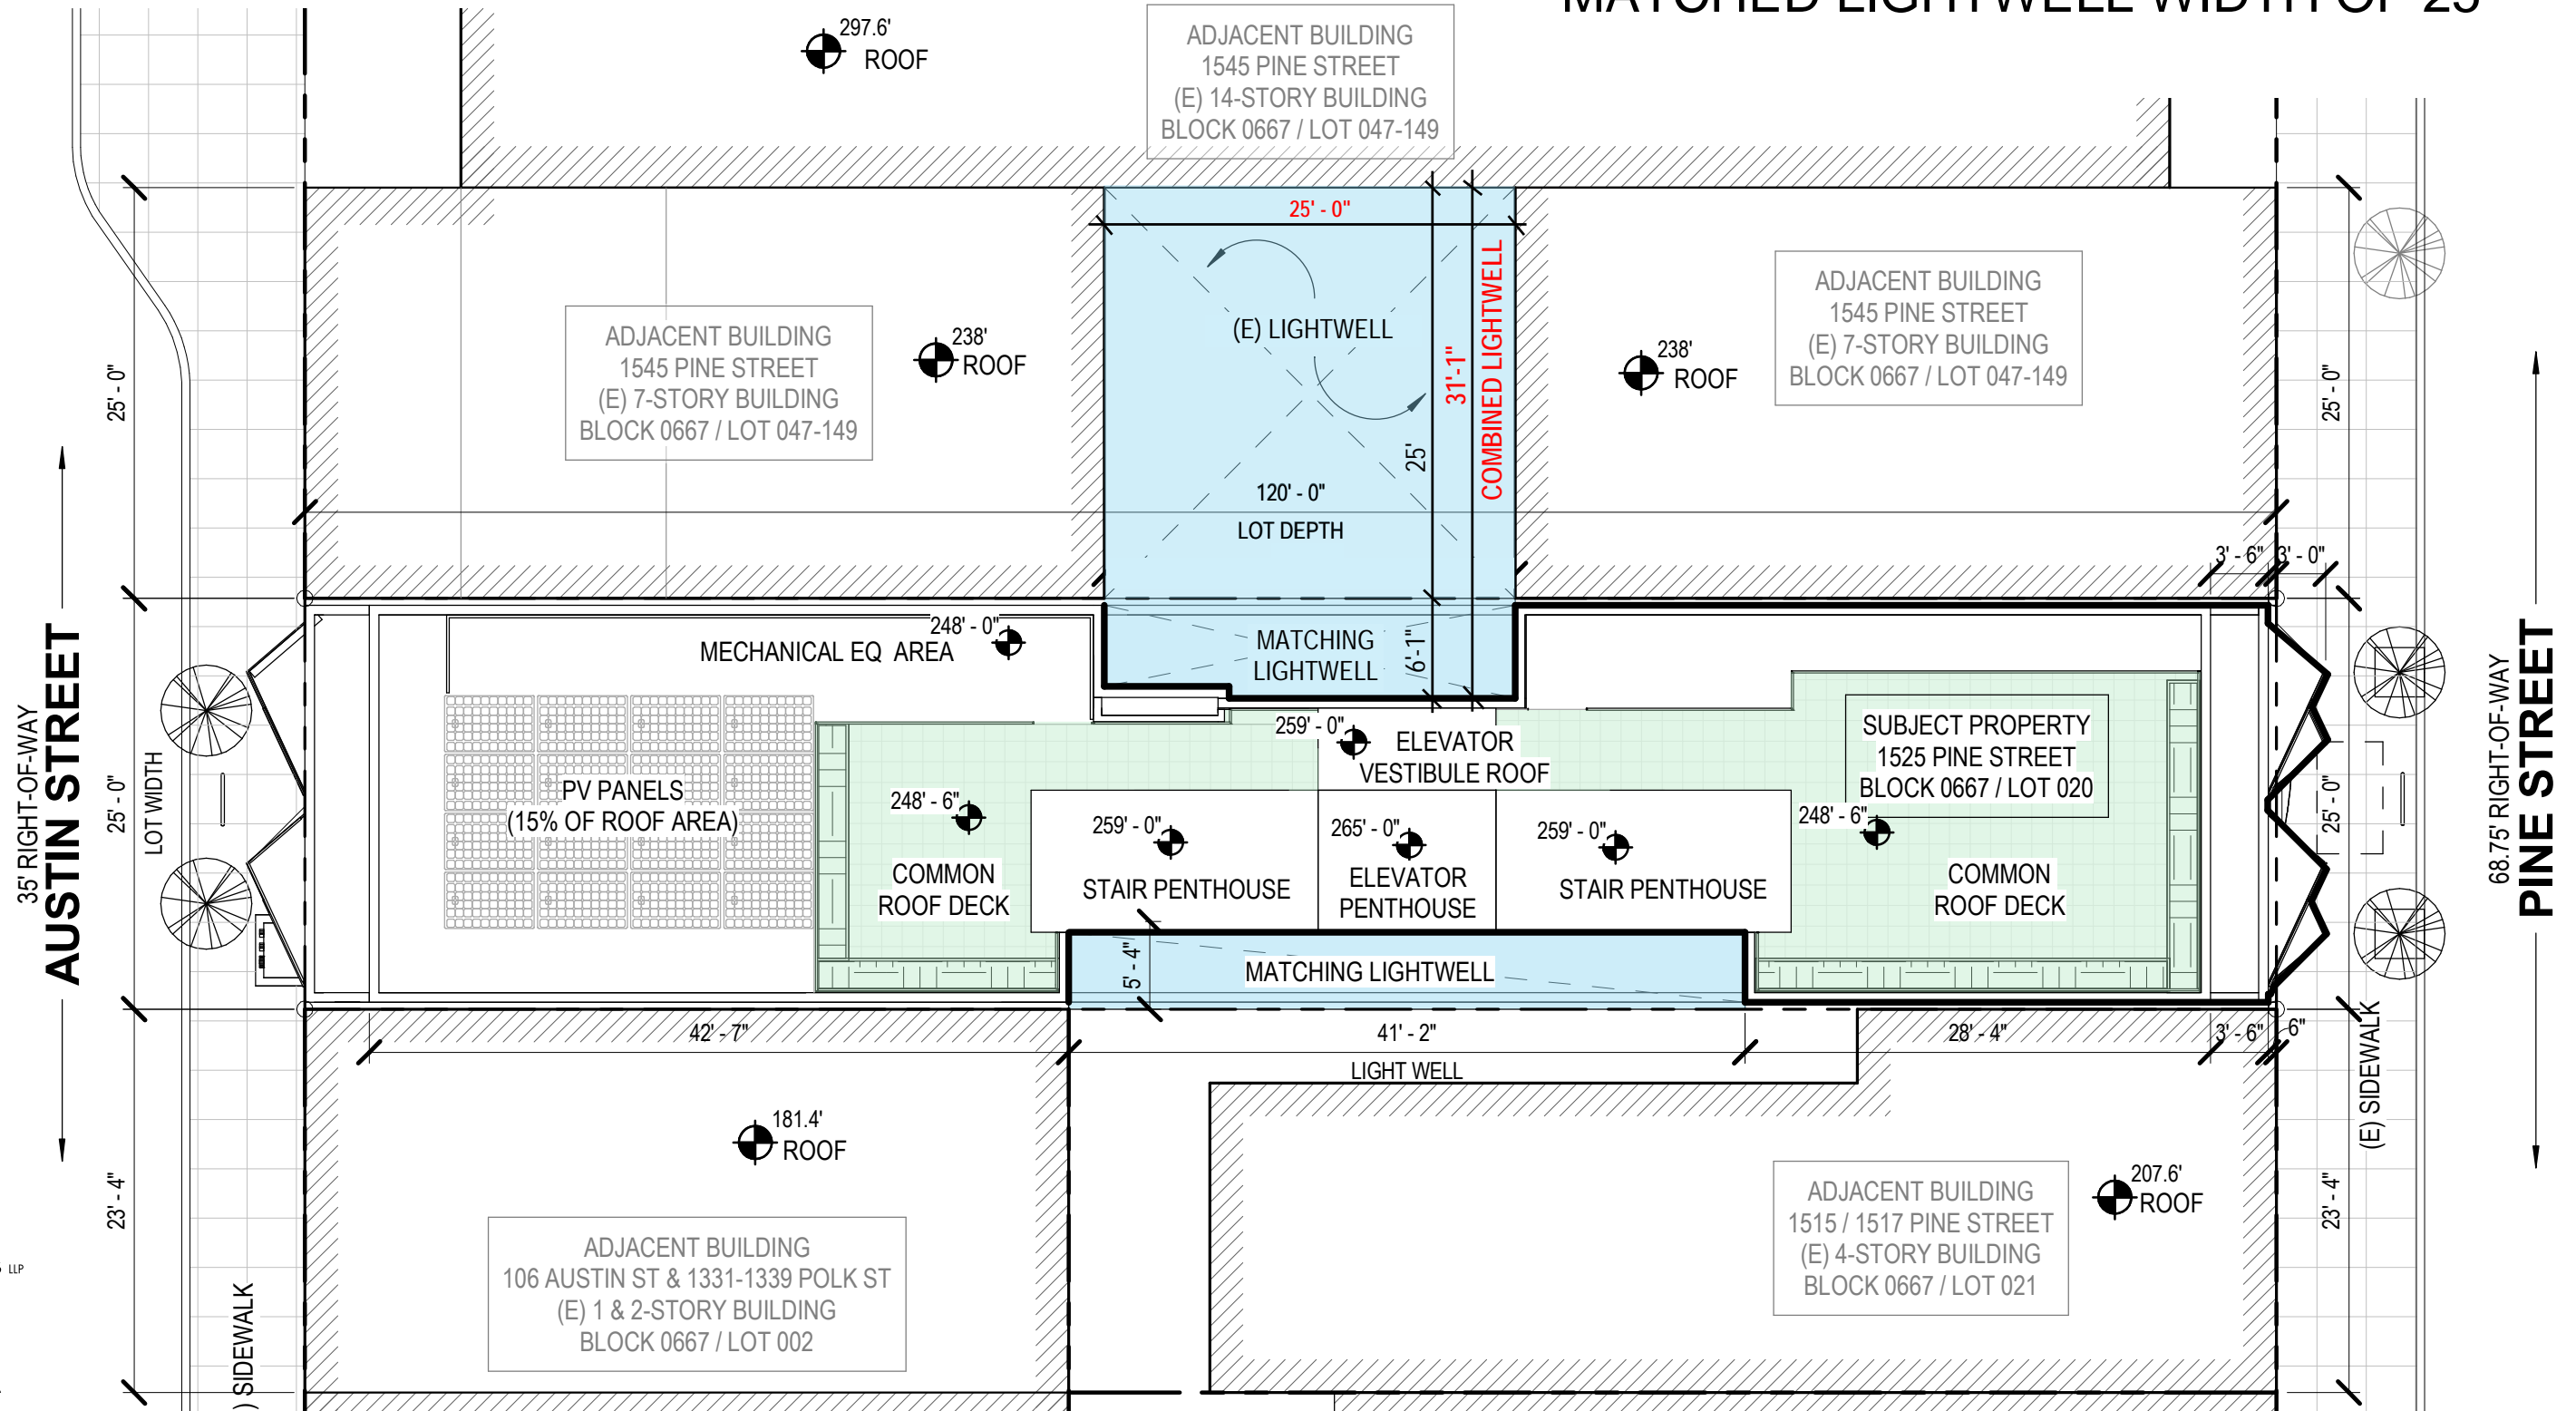 MATCHED LIGHTWELL WIDTH OF 25'
297.6'
ROOF
ADJACENT BUILDING
1545 PINE STREET
(E) 14-STORY BUILDING
BLOCK 0667 / LOT 047-149
25' - 0"
25' - 0"
ADJACENT BUILDING
1545 PINE STREET
(E) 7-STORY BUILDING
BLOCK 0667 / LOT 047-149
238'
ROOF
(E) LIGHTWELL
25'
31'-1"
COMBINED LIGHTWELL
120' - 0"
LOT DEPTH
238'
ROOF
ADJACENT BUILDING
1545 PINE STREET
(E) 7-STORY BUILDING
BLOCK 0667 / LOT 047-149
25' - 0"
3' - 6"
3' - 0"
35' RIGHT-OF-WAY
AUSTIN STREET
25' - 0"
LOT WIDTH
MECHANICAL EQ AREA
248' - 0"
MATCHING
LIGHTWELL
6'-1"
PV PANELS
(15% OF ROOF AREA)
248' - 6"
COMMON
ROOF DECK
259' - 0"
ELEVATOR
VESTIBULE ROOF
259' - 0"
STAIR PENTHOUSE
265' - 0"
ELEVATOR
PENTHOUSE
259' - 0"
STAIR PENTHOUSE
SUBJECT PROPERTY
1525 PINE STREET
BLOCK 0667 / LOT 020
248' - 6"
COMMON
ROOF DECK
25' - 0"
68.75' RIGHT-OF-WAY
PINE STREET
5' - 4"
MATCHING LIGHTWELL
42' - 7"
41' - 2"
28' - 4"
3' - 6"
6"
LIGHT WELL
(E) SIDEWALK
181.4'
ROOF
23' - 4"
ADJACENT BUILDING
106 AUSTIN ST & 1331-1339 POLK ST
(E) 1 & 2-STORY BUILDING
BLOCK 0667 / LOT 002
ADJACENT BUILDING
1515 / 1517 PINE STREET
(E) 4-STORY BUILDING
BLOCK 0667 / LOT 021
207.6'
ROOF
23' - 4"
LLP
) SIDEWALK